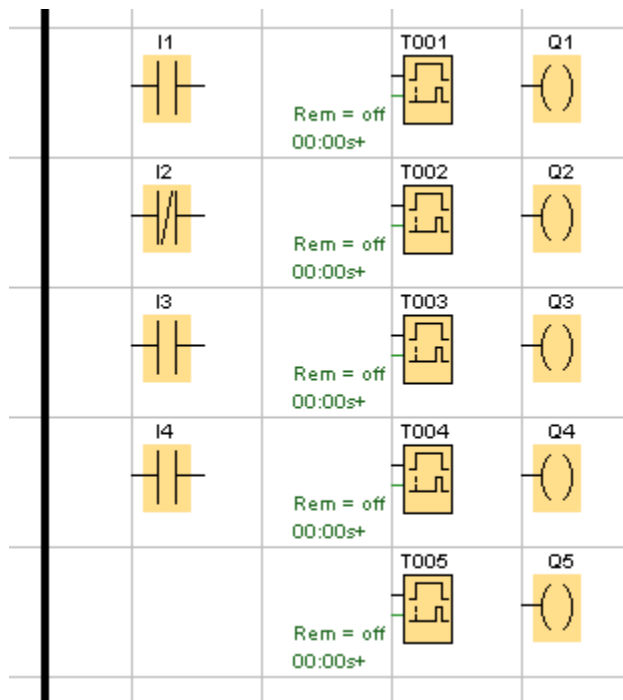 I1 T001 Q1
Rem = off
00:00s+
I2 T002 Q2
Rem = off
00:00s+
I3 T003 Q3
Rem = off
00:00s+
I4 T004 Q4
Rem = off
00:00s+
T005 Q5
Rem = off
00:00s+